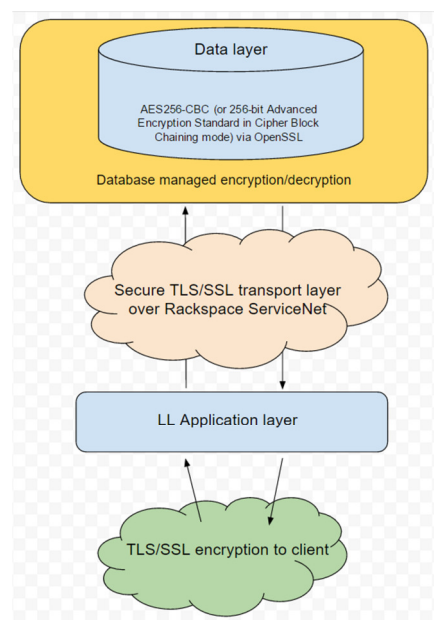 Data layer
AES256-CBC (or 256-bit Advanced
Encryption Standard in Cipher Block
Chaining mode) via OpenSSL
Database managed encryption/decryption
Secure TLS/SSL transport layer
over Rackspace ServiceNet
LL Application layer
TLS/SSL encryption to client